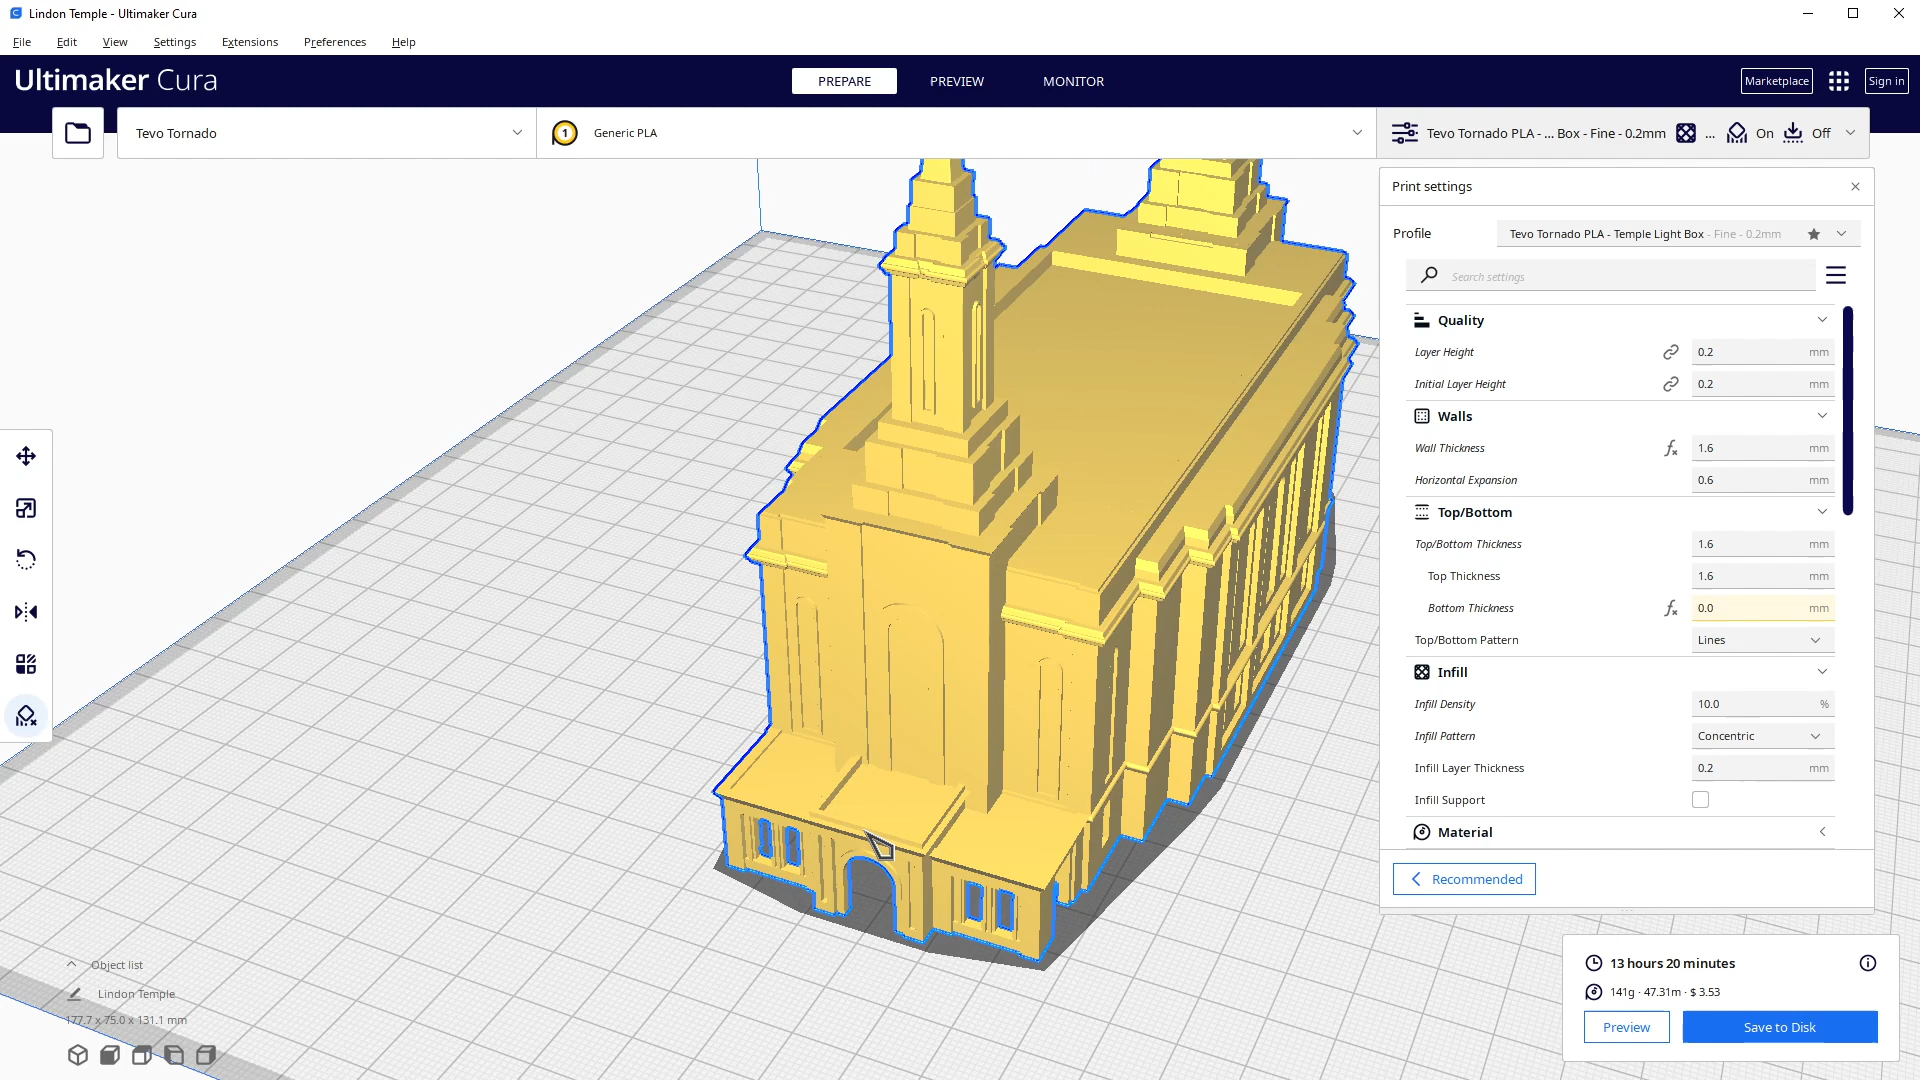 Lindon Temple - Ultimaker Cura
File Edit View Settings Extensions Preferences Help
Ultimaker Cura
PREPARE PREVIEW MONITOR
Marketplace Sign in
Tevo Tornado
1 Generic PLA
Tevo Tornado PLA - ... Box - Fine - 0.2mm ... On Off
Print settings
Profile Tevo Tornado PLA - Temple Light Box - Fine - 0.2mm
Search settings
Quality
Layer Height 0.2 mm
Initial Layer Height 0.2 mm
Walls
Wall Thickness 1.6 mm
Horizontal Expansion 0.6 mm
Top/Bottom
Top/Bottom Thickness 1.6 mm
Top Thickness 1.6 mm
Bottom Thickness 0.0 mm
Top/Bottom Pattern Lines
Infill
Infill Density 10.0 %
Infill Pattern Concentric
Infill Layer Thickness 0.2 mm
Infill Support
Material
Recommended
Object list
Lindon Temple
177.7 x 75.0 x 131.1 mm
13 hours 20 minutes
141g · 47.31m · $ 3.53
Preview Save to Disk